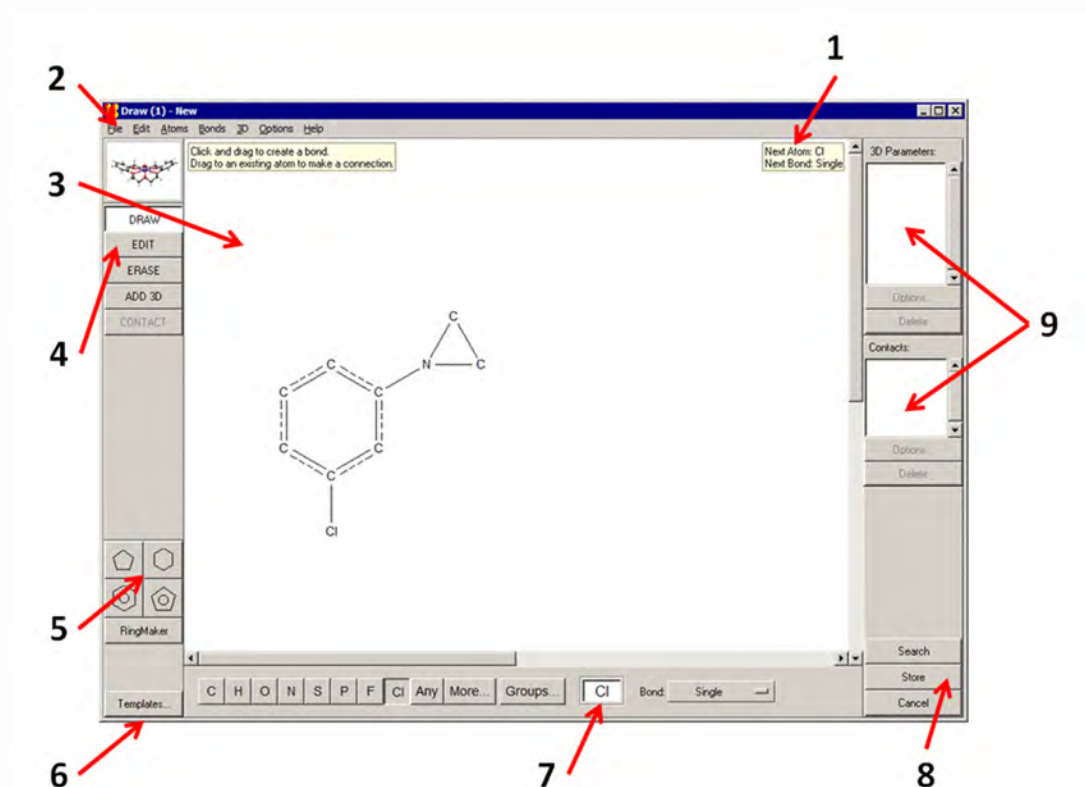 1
2
Draw (1) - New
File Edit Atoms Bonds 3D Options Help
Click and drag to create a bond.
Drag to an existing atom to make a connection.
Next Atom: Cl
Next Bond: Single
3D Parameters:
3
DRAW
EDIT
ERASE
ADD 3D
CONTACT
4
Options...
Delete
9
Contacts:
Options...
Delete
C
N C
C
C C
C C
C
Cl
5
RingMaker
Search
Store
Cancel
C H O N S P F Cl Any More... Groups... Cl Bond: Single
Templates...
6
7
8